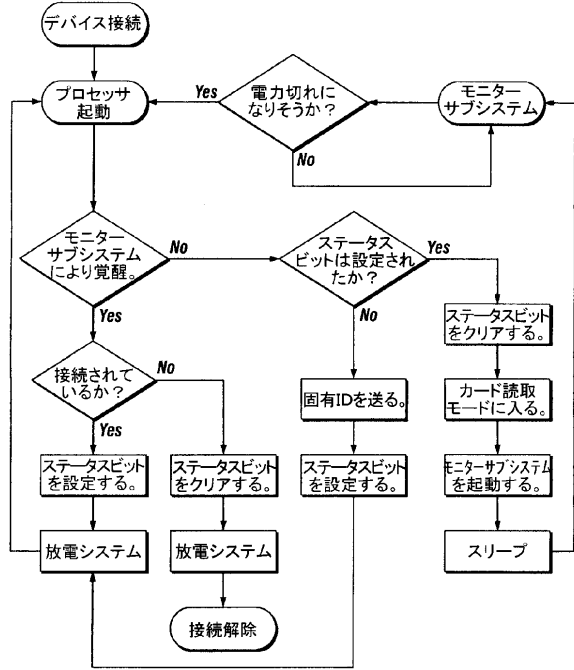 デバイス接続
プロセッサ
起動
Yes
電力切れに
なりそうか?
No
モニター
サブシステム
モニター
サブシステム
により覚醒。
No
Yes
ステータス
ビットは設定され
たか?
Yes
No
ステータスビット
をクリアする。
接続されて
いるか?
No
Yes
固有IDを送る。
カード読取
モードに入る。
ステータスビット
を設定する。
ステータスビット
をクリアする。
ステータスビット
を設定する。
モニターサブシステム
を起動する。
放電システム
放電システム
スリープ
接続解除